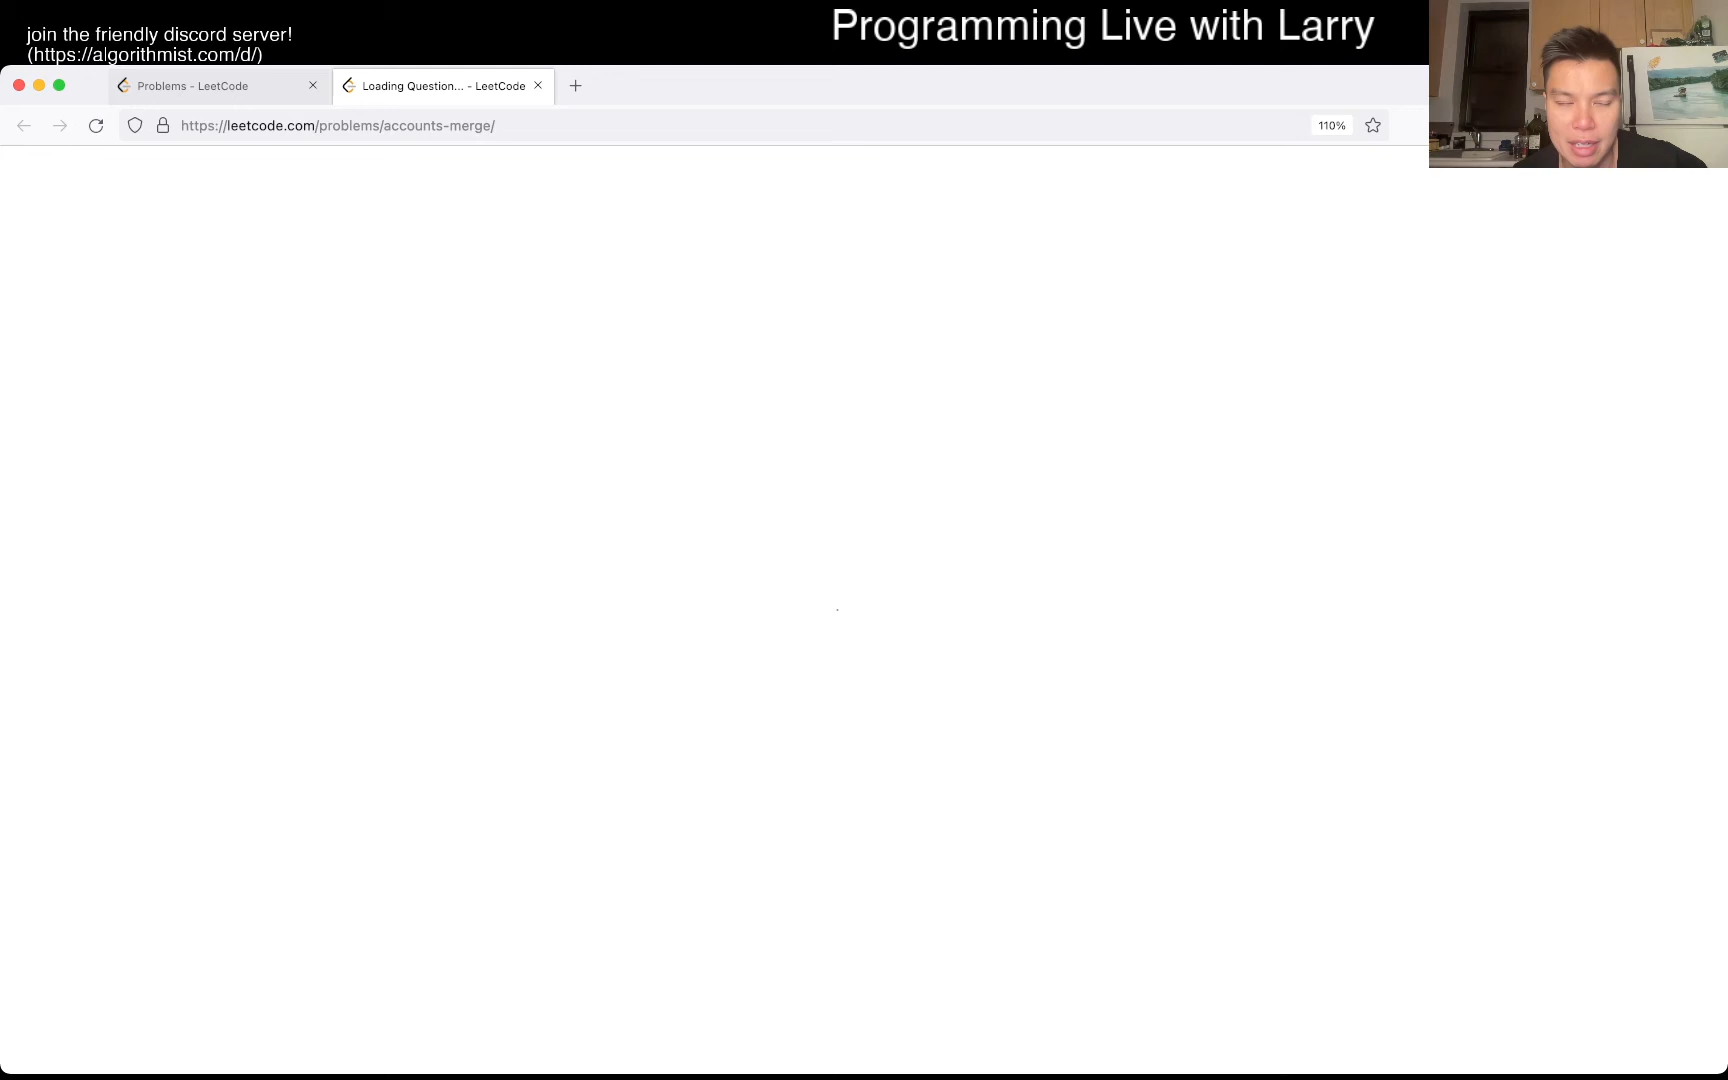 Programming Live with Larry
join the friendly discord server!
(https://algorithmist.com/d/)
Problems - LeetCode
Loading Question... - LeetCode
https://leetcode.com/problems/accounts-merge/
110%